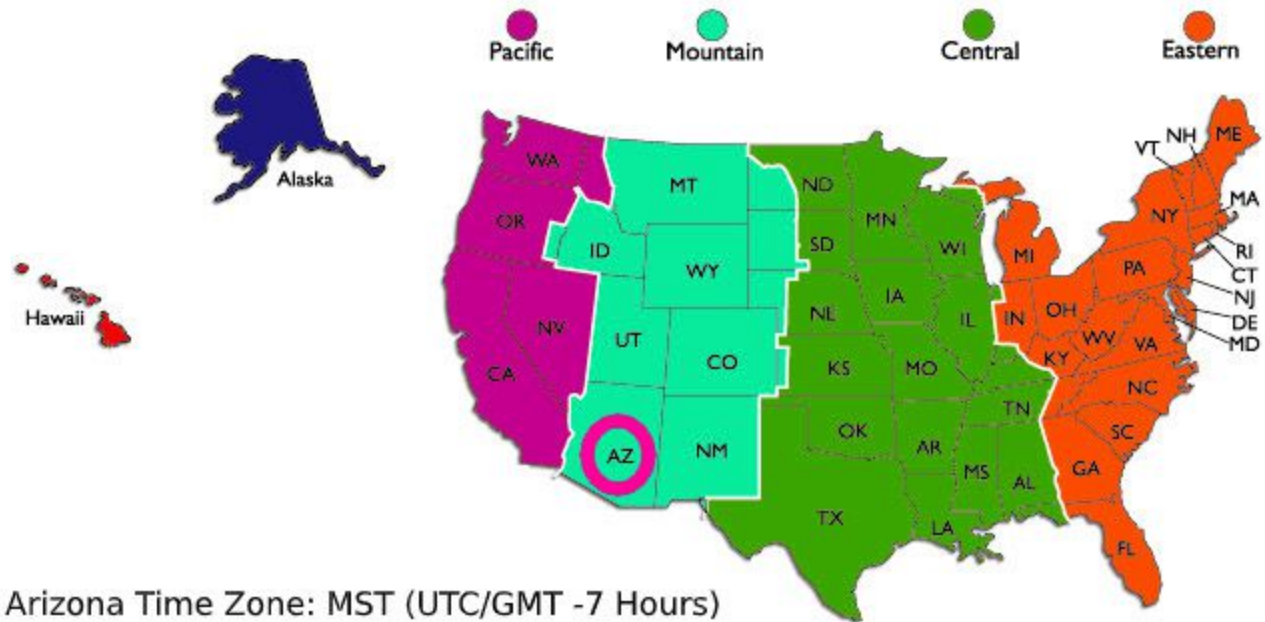 Pacific
Mountain
Central
Eastern
Alaska
Hawaii
WA
OR
CA
NV
MT
ID
WY
UT
CO
AZ
NM
ND
SD
NE
KS
OK
TX
MN
IA
MO
AR
LA
WI
IL
TN
MS
AL
MI
IN
OH
KY
WV
PA
NY
VT
NH
ME
MA
RI
CT
NJ
DE
MD
VA
NC
SC
GA
FL
Arizona Time Zone: MST (UTC/GMT -7 Hours)